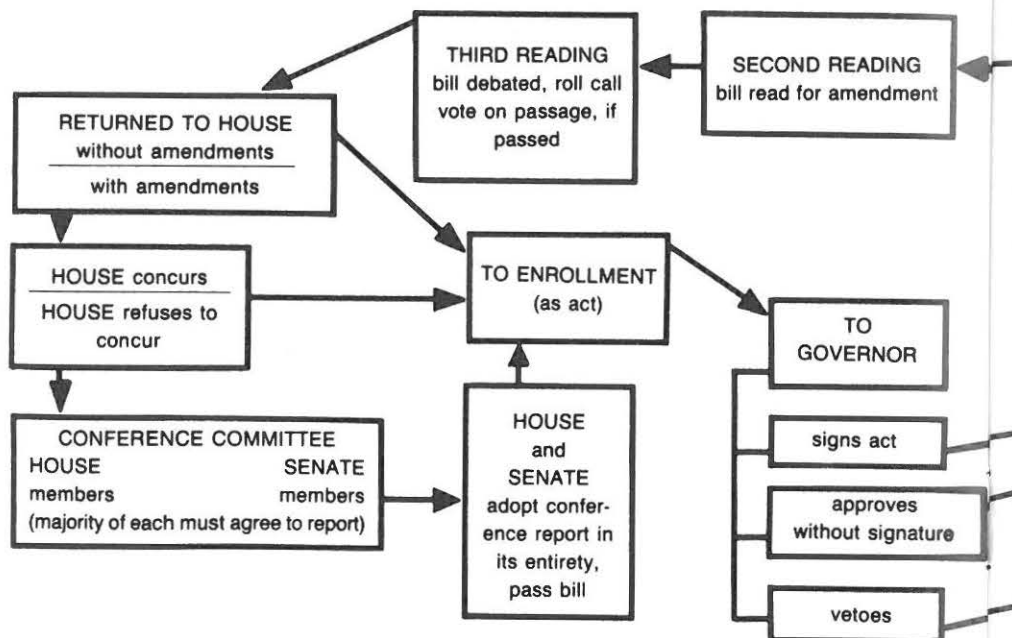 THIRD READING
bill debated, roll call
vote on passage, if
passed
SECOND READING
bill read for amendment
RETURNED TO HOUSE
without amendments
with amendments
HOUSE concurs
HOUSE refuses to
concur
TO ENROLLMENT
(as act)
TO
GOVERNOR
CONFERENCE COMMITTEE
HOUSE SENATE
members members
(majority of each must agree to report)
HOUSE
and
SENATE
adopt confer-
ence report in
its entirety,
pass bill
signs act
approves
without signature
vetoes